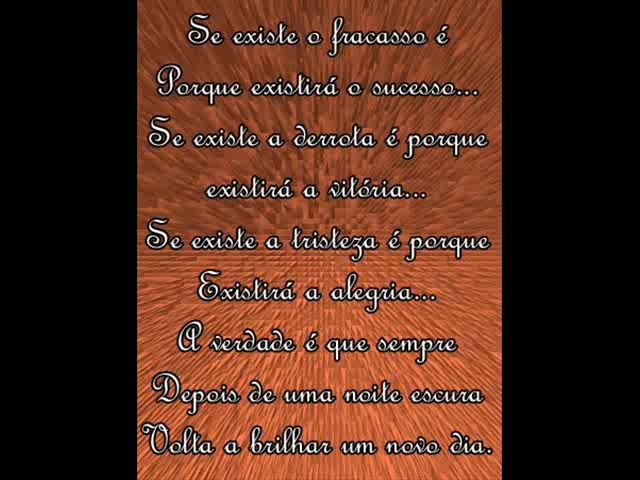 Se existe o fracasso é
Porque existirá o sucesso...
Se existe a derrota é porque
existirá a vitória...
Se existe a tristeza é porque
Existirá a alegria...
A verdade é que sempre
Depois de uma noite escura
Volta a brilhar um novo dia.